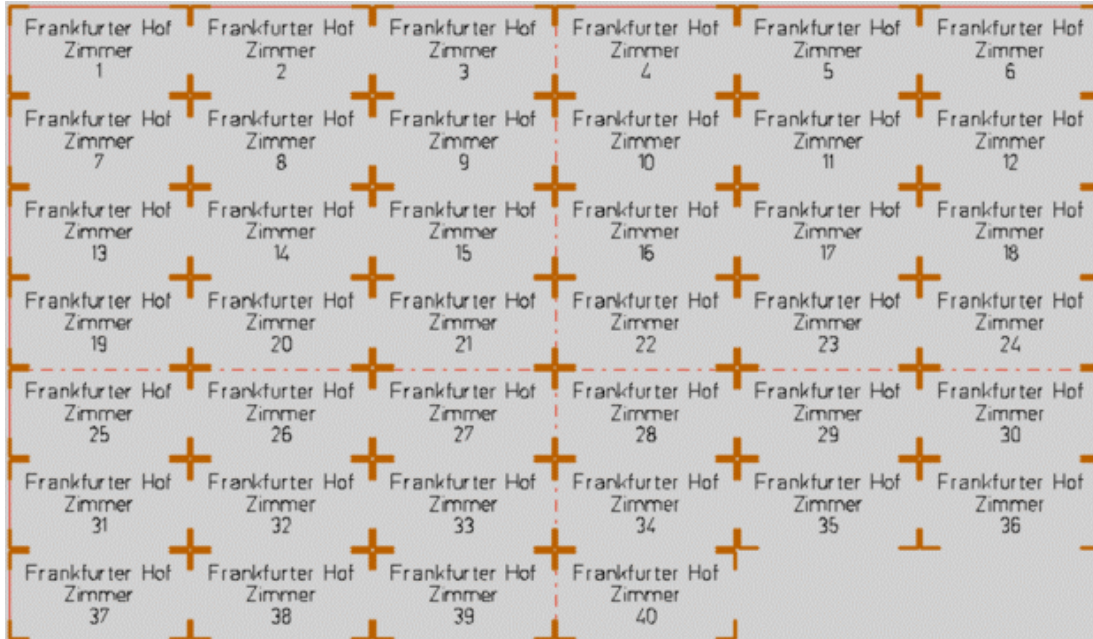 Frankfurter Hof Frankfurter Hof Frankfurter Hof Frankfurter Hof Frankfurter Hof Frankfurter Hof
Zimmer Zimmer Zimmer Zimmer Zimmer Zimmer
1 2 3 4 5 6
Frankfurter Hof Frankfurter Hof Frankfurter Hof Frankfurter Hof Frankfurter Hof Frankfurter Hof
Zimmer Zimmer Zimmer Zimmer Zimmer Zimmer
7 8 9 10 11 12
Frankfurter Hof Frankfurter Hof Frankfurter Hof Frankfurter Hof Frankfurter Hof Frankfurter Hof
Zimmer Zimmer Zimmer Zimmer Zimmer Zimmer
13 14 15 16 17 18
Frankfurter Hof Frankfurter Hof Frankfurter Hof Frankfurter Hof Frankfurter Hof Frankfurter Hof
Zimmer Zimmer Zimmer Zimmer Zimmer Zimmer
19 20 21 22 23 24
Frankfurter Hof Frankfurter Hof Frankfurter Hof Frankfurter Hof Frankfurter Hof Frankfurter Hof
Zimmer Zimmer Zimmer Zimmer Zimmer Zimmer
25 26 27 28 29 30
Frankfurter Hof Frankfurter Hof Frankfurter Hof Frankfurter Hof Frankfurter Hof Frankfurter Hof
Zimmer Zimmer Zimmer Zimmer Zimmer Zimmer
31 32 33 34 35 36
Frankfurter Hof Frankfurter Hof Frankfurter Hof Frankfurter Hof
Zimmer Zimmer Zimmer Zimmer
37 38 39 40